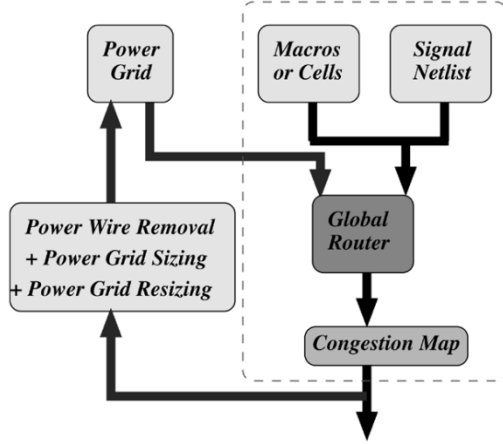 Power
Grid
Macros
or Cells
Signal
Netlist
Power Wire Removal
+ Power Grid Sizing
+ Power Grid Resizing
Global
Router
Congestion Map